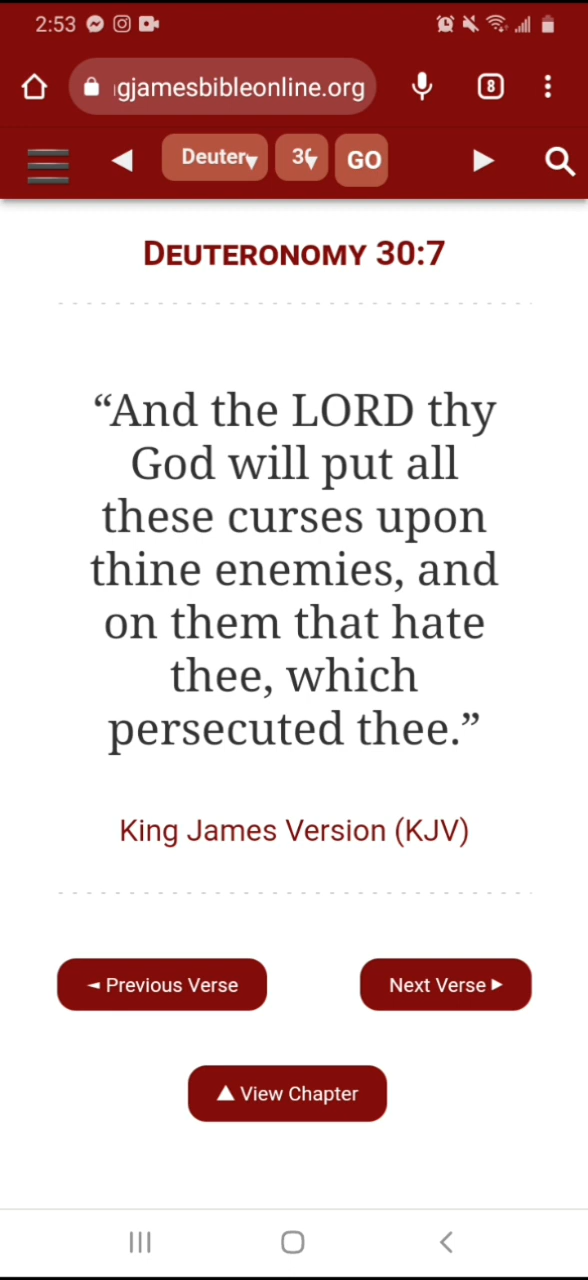 2:53
gjamesbibleonline.org
8
Deuter
GO
DEUTERONOMY 30:7
“And the LORD thy
God will put all
these curses upon
thine enemies, and
on them that hate
thee, which
persecuted thee.”
King James Version (KJV)
◄ Previous Verse
Next Verse ►
▲ View Chapter